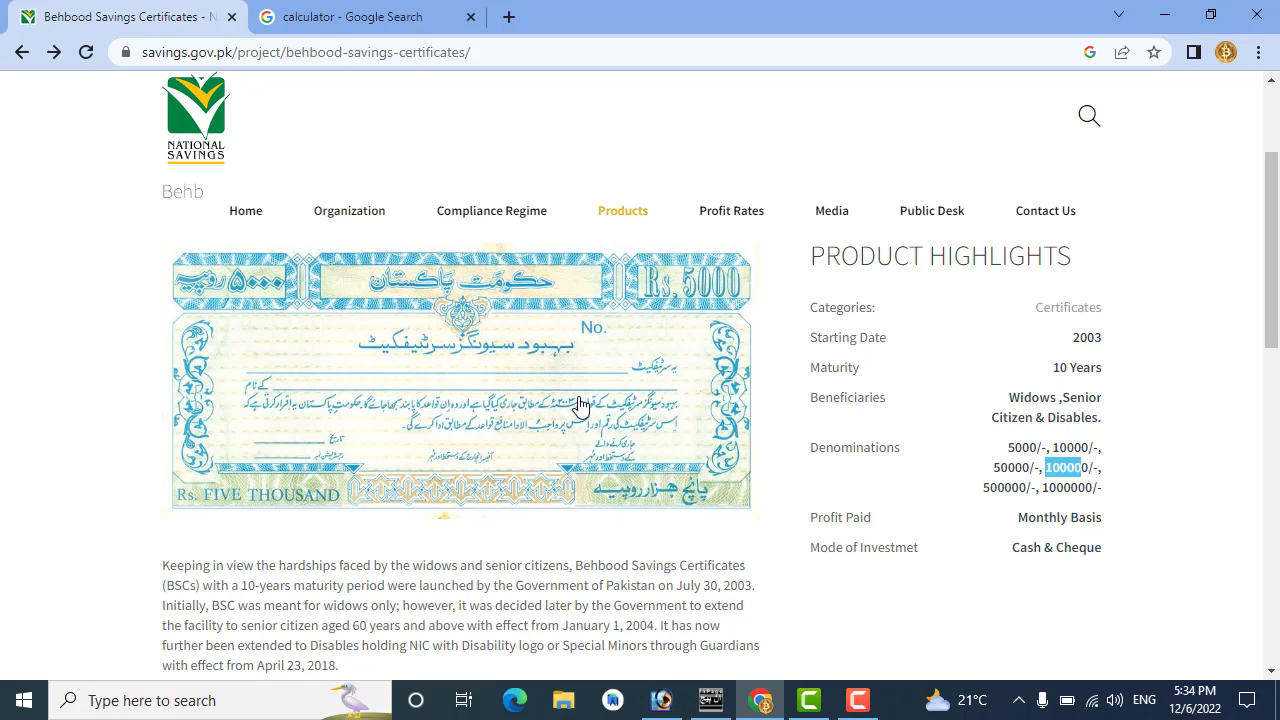 Behbood Savings Certificates - N
calculator - Google Search
savings.gov.pk/project/behbood-savings-certificates/
NATIONAL
SAVINGS
Behb
Home
Organization
Compliance Regime
Products
Profit Rates
Media
Public Desk
Contact Us
۵۰۰۰ روپیے
حکومت پاکستان
Rs. 5000
No.
بہبود سیونگز سرٹیفکیٹ
یہ سرٹیفکیٹ
کے نام
تاریخ
Rs. FIVE THOUSAND
پانچ ہزار روپیے
PRODUCT HIGHLIGHTS
Categories: Certificates
Starting Date 2003
Maturity 10 Years
Beneficiaries Widows ,Senior
Citizen & Disables.
Denominations 5000/-, 10000/-,
50000/-, 100000/-,
500000/-, 1000000/-
Profit Paid Monthly Basis
Mode of Investmet Cash & Cheque
Keeping in view the hardships faced by the widows and senior citizens, Behbood Savings Certificates
(BSCs) with a 10-years maturity period were launched by the Government of Pakistan on July 30, 2003.
Initially, BSC was meant for widows only; however, it was decided later by the Government to extend
the facility to senior citizen aged 60 years and above with effect from January 1, 2004. It has now
further been extended to Disables holding NIC with Disability logo or Special Minors through Guardians
with effect from April 23, 2018.
Type here to search
21°C
ENG
5:34 PM
12/6/2022